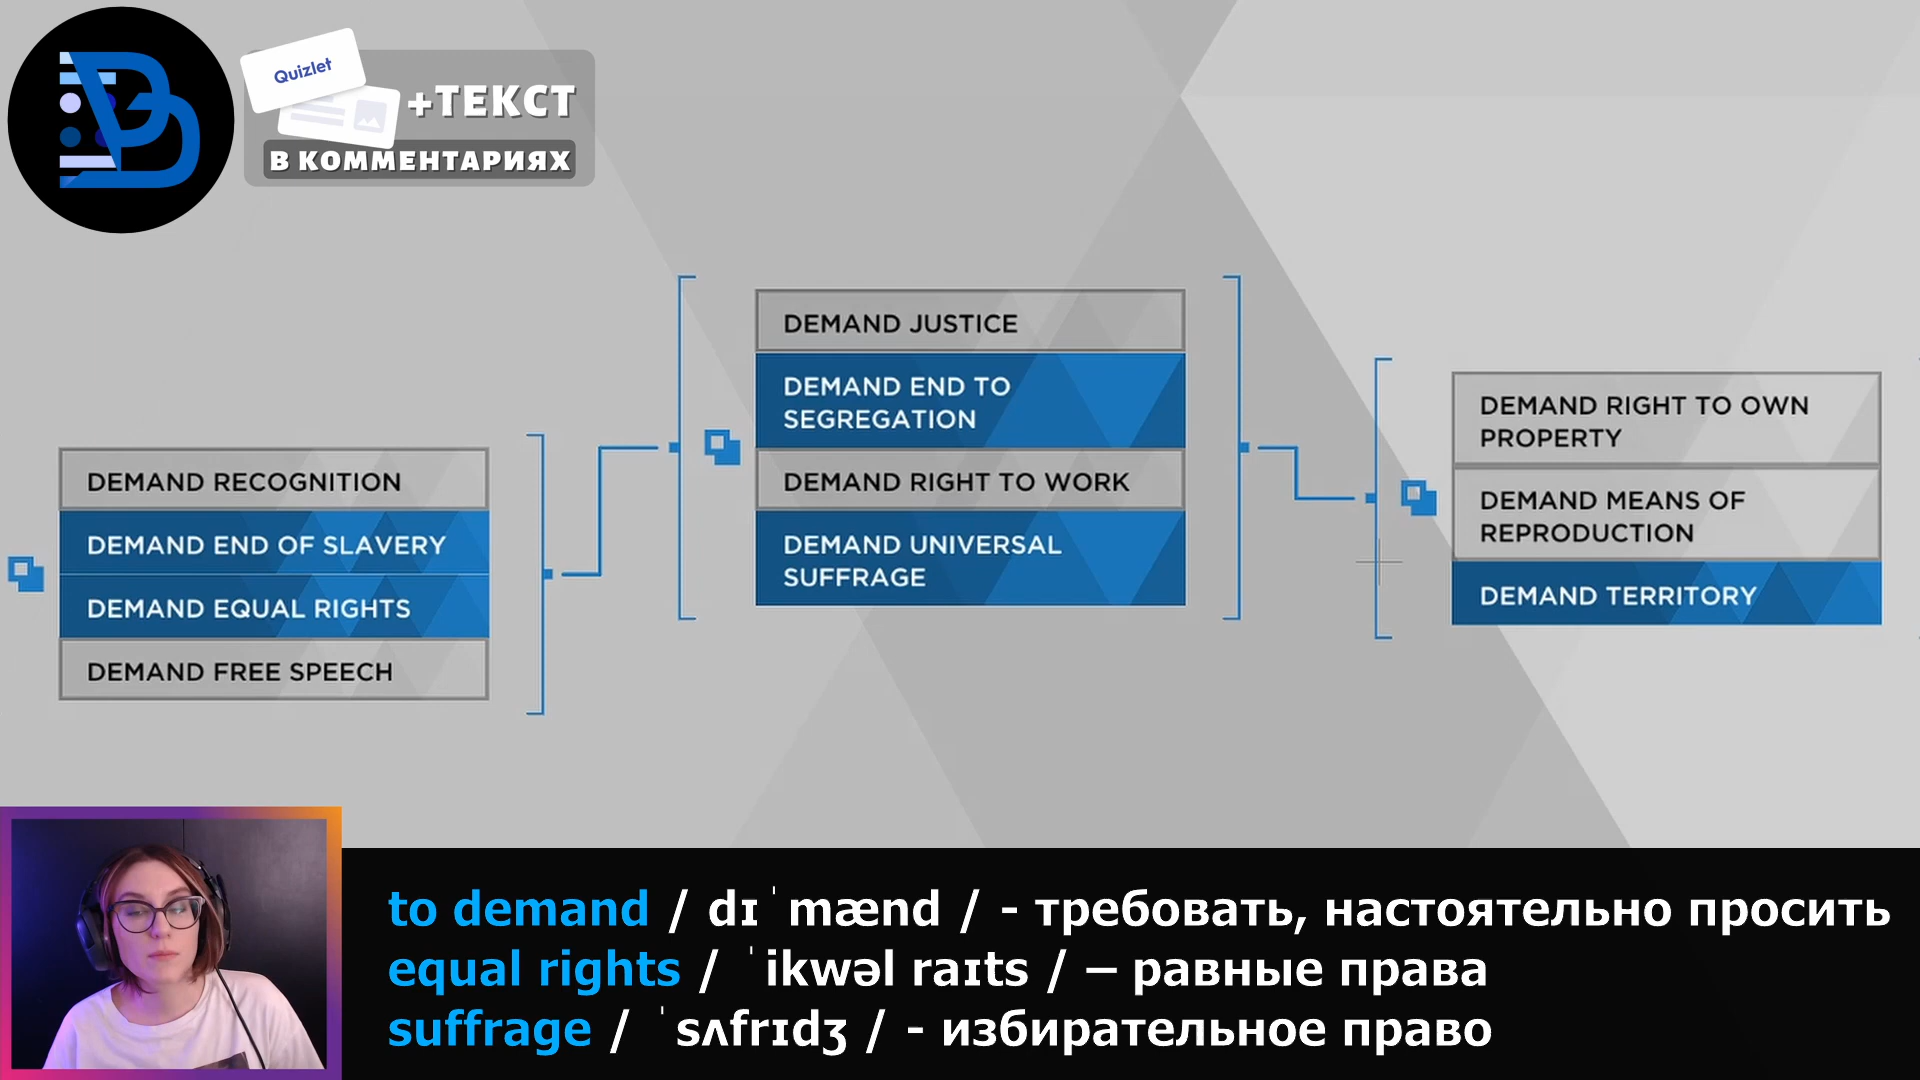 Quizlet
+ТЕКСТ
В КОММЕНТАРИЯХ
DEMAND RECOGNITION
DEMAND END OF SLAVERY
DEMAND EQUAL RIGHTS
DEMAND FREE SPEECH
DEMAND JUSTICE
DEMAND END TO
SEGREGATION
DEMAND RIGHT TO WORK
DEMAND UNIVERSAL
SUFFRAGE
DEMAND RIGHT TO OWN
PROPERTY
DEMAND MEANS OF
REPRODUCTION
DEMAND TERRITORY
to demand / dɪˈmænd / - требовать, настоятельно просить
equal rights / ˈikwəl raɪts / – равные права
suffrage / ˈsʌfrɪdʒ / - избирательное право